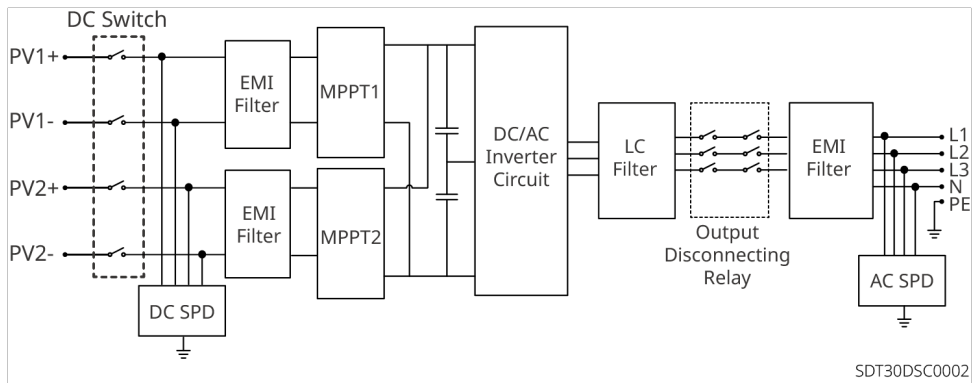 DC Switch
PV1+
PV1-
PV2+
PV2-
EMI
Filter
MPPT1
EMI
Filter
MPPT2
DC SPD
DC/AC
Inverter
Circuit
LC
Filter
Output
Disconnecting
Relay
EMI
Filter
L1
L2
L3
N
PE
AC SPD
SDT30DSC0002